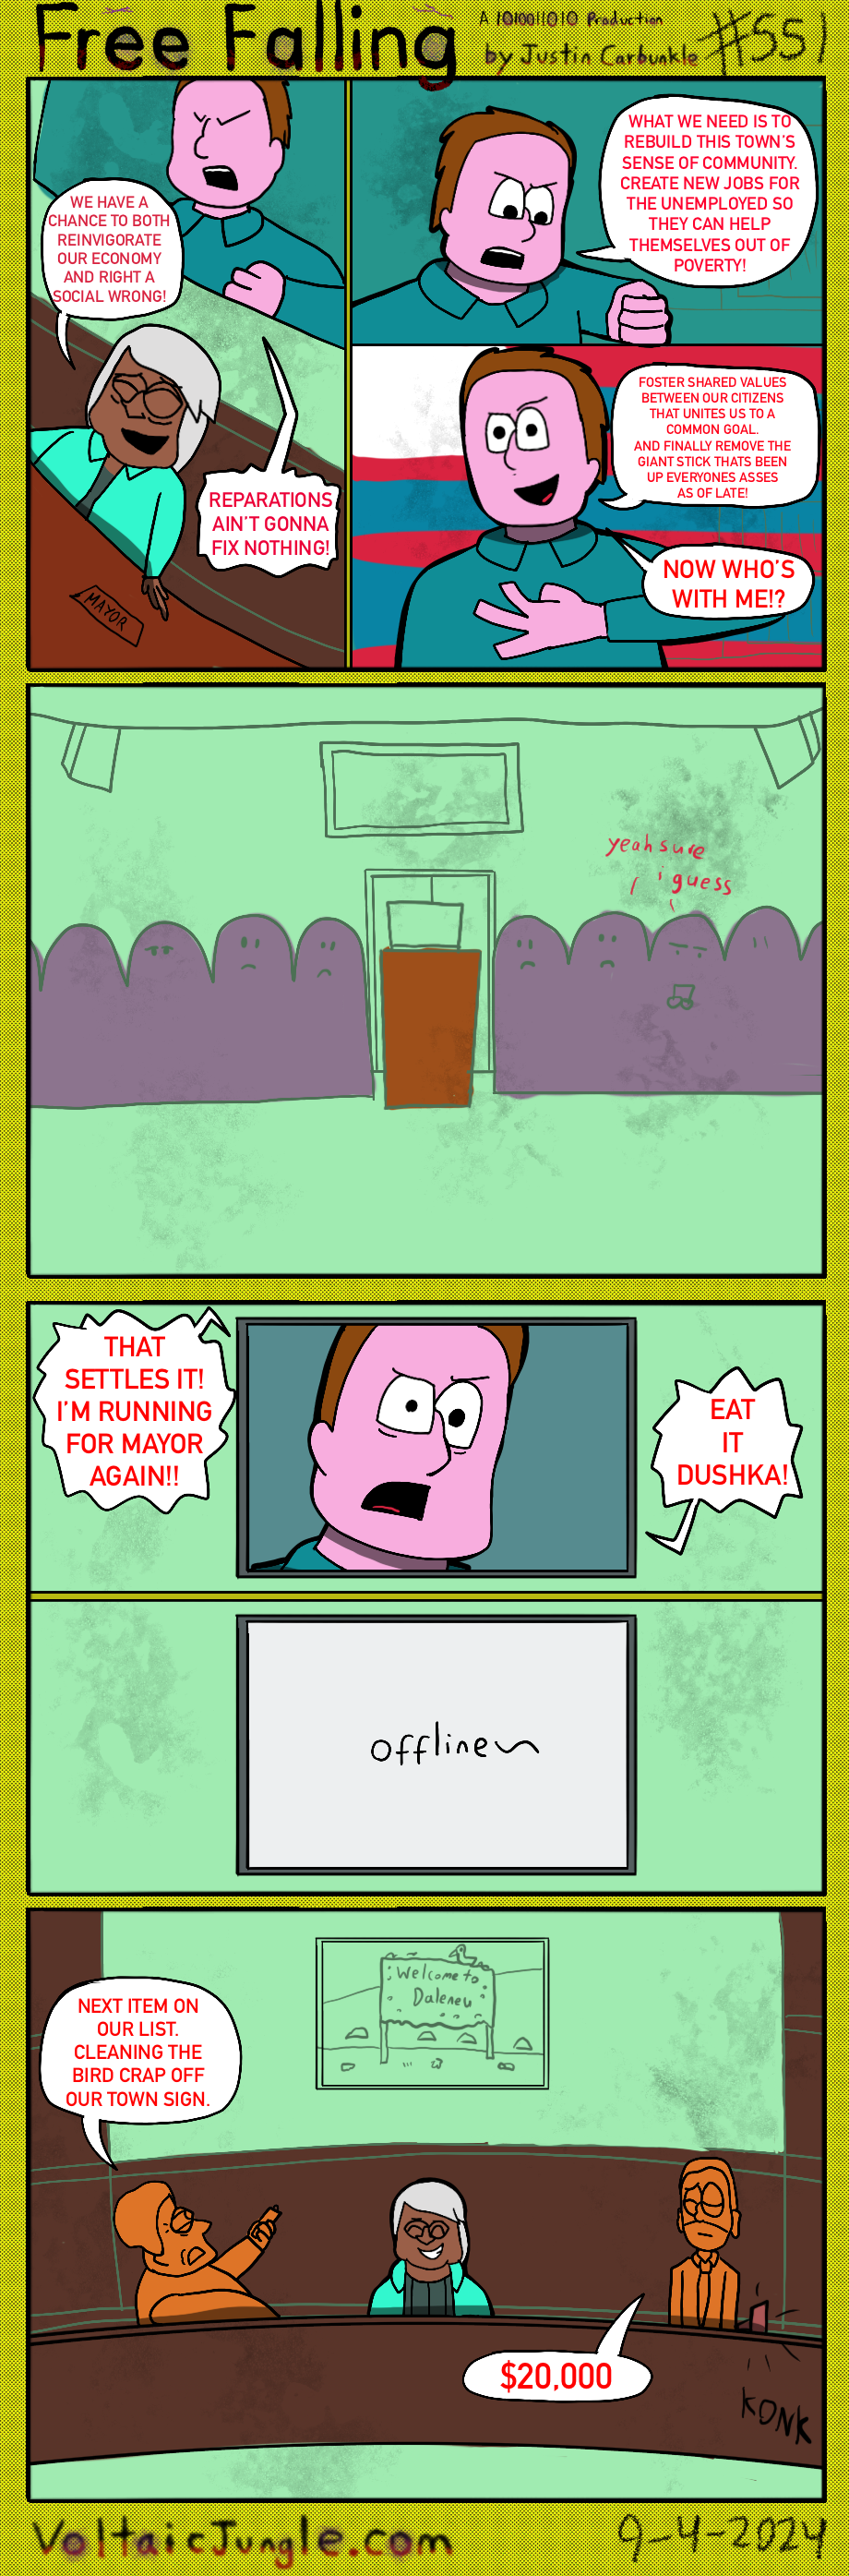 Free Falling
A 1010011010 Production
by Justin Carbunkle
#551
WE HAVE A
CHANCE TO BOTH
REINVIGORATE
OUR ECONOMY
AND RIGHT A
SOCIAL WRONG!
REPARATIONS
AIN'T GONNA
FIX NOTHING!
MAYOR
WHAT WE NEED IS TO
REBUILD THIS TOWN'S
SENSE OF COMMUNITY.
CREATE NEW JOBS FOR
THE UNEMPLOYED SO
THEY CAN HELP
THEMSELVES OUT OF
POVERTY!
FOSTER SHARED VALUES
BETWEEN OUR CITIZENS
THAT UNITES US TO A
COMMON GOAL.
AND FINALLY REMOVE THE
GIANT STICK THATS BEEN
UP EVERYONES ASSES
AS OF LATE!
NOW WHO'S
WITH ME!?
yeah sure
i guess
THAT
SETTLES IT!
I'M RUNNING
FOR MAYOR
AGAIN!!
EAT
IT
DUSHKA!
offline
Welcome to
Daleneu
NEXT ITEM ON
OUR LIST.
CLEANING THE
BIRD CRAP OFF
OUR TOWN SIGN.
$20,000
KONK
VoltaicJungle.com
9-4-2024